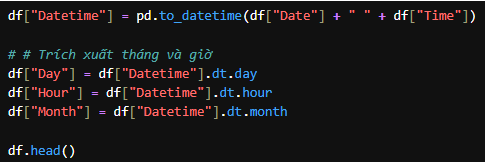 df["Datetime"] = pd.to_datetime(df["Date"] + " " + df["Time"])
# # Trích xuất tháng và giờ
df["Day"] = df["Datetime"].dt.day
df["Hour"] = df["Datetime"].dt.hour
df["Month"] = df["Datetime"].dt.month
df.head()